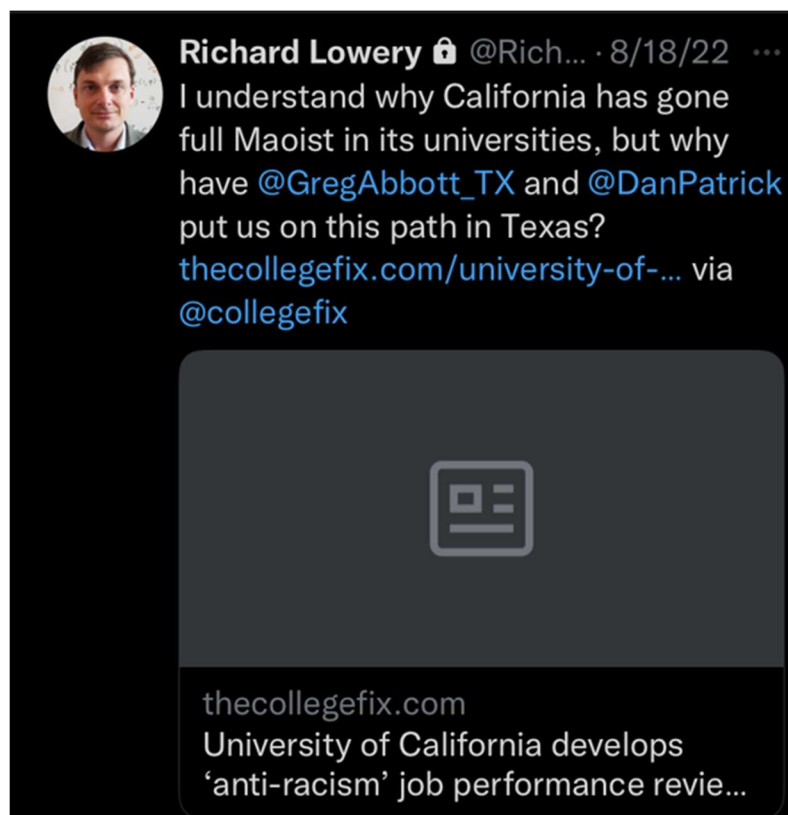 Richard Lowery @Rich... · 8/18/22
I understand why California has gone
full Maoist in its universities, but why
have @GregAbbott_TX and @DanPatrick
put us on this path in Texas?
thecollegefix.com/university-of-... via
@collegefix
thecollegefix.com
University of California develops
‘anti-racism’ job performance revie...